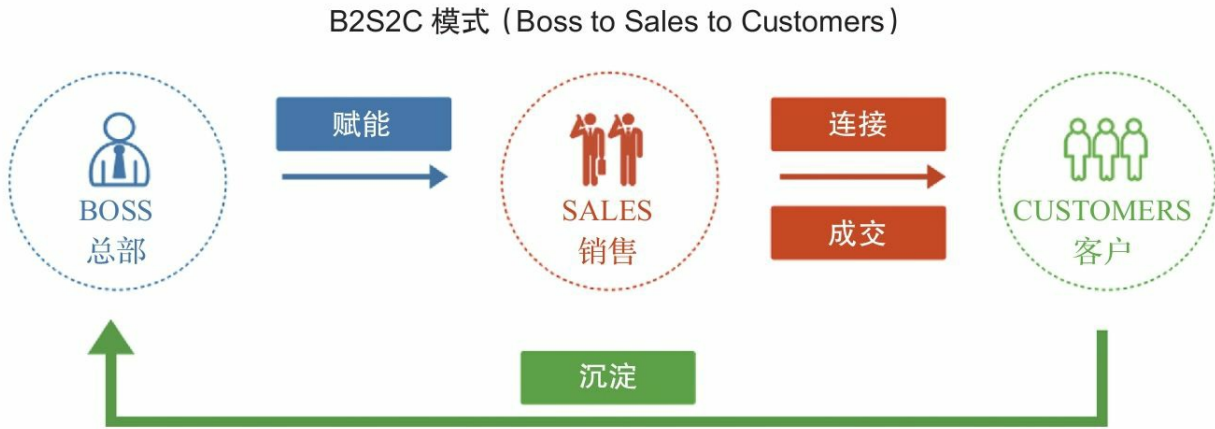 B2S2C 模式（Boss to Sales to Customers）
赋能
连接
BOSS
总部
SALES
销售
成交
CUSTOMERS
客户
沉淀